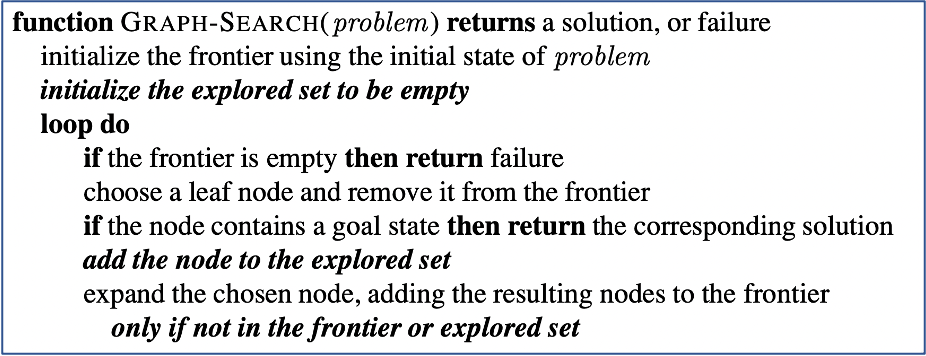 function GRAPH-SEARCH(problem) returns a solution, or failure
initialize the frontier using the initial state of problem
initialize the explored set to be empty
loop do
if the frontier is empty then return failure
choose a leaf node and remove it from the frontier
if the node contains a goal state then return the corresponding solution
add the node to the explored set
expand the chosen node, adding the resulting nodes to the frontier
only if not in the frontier or explored set